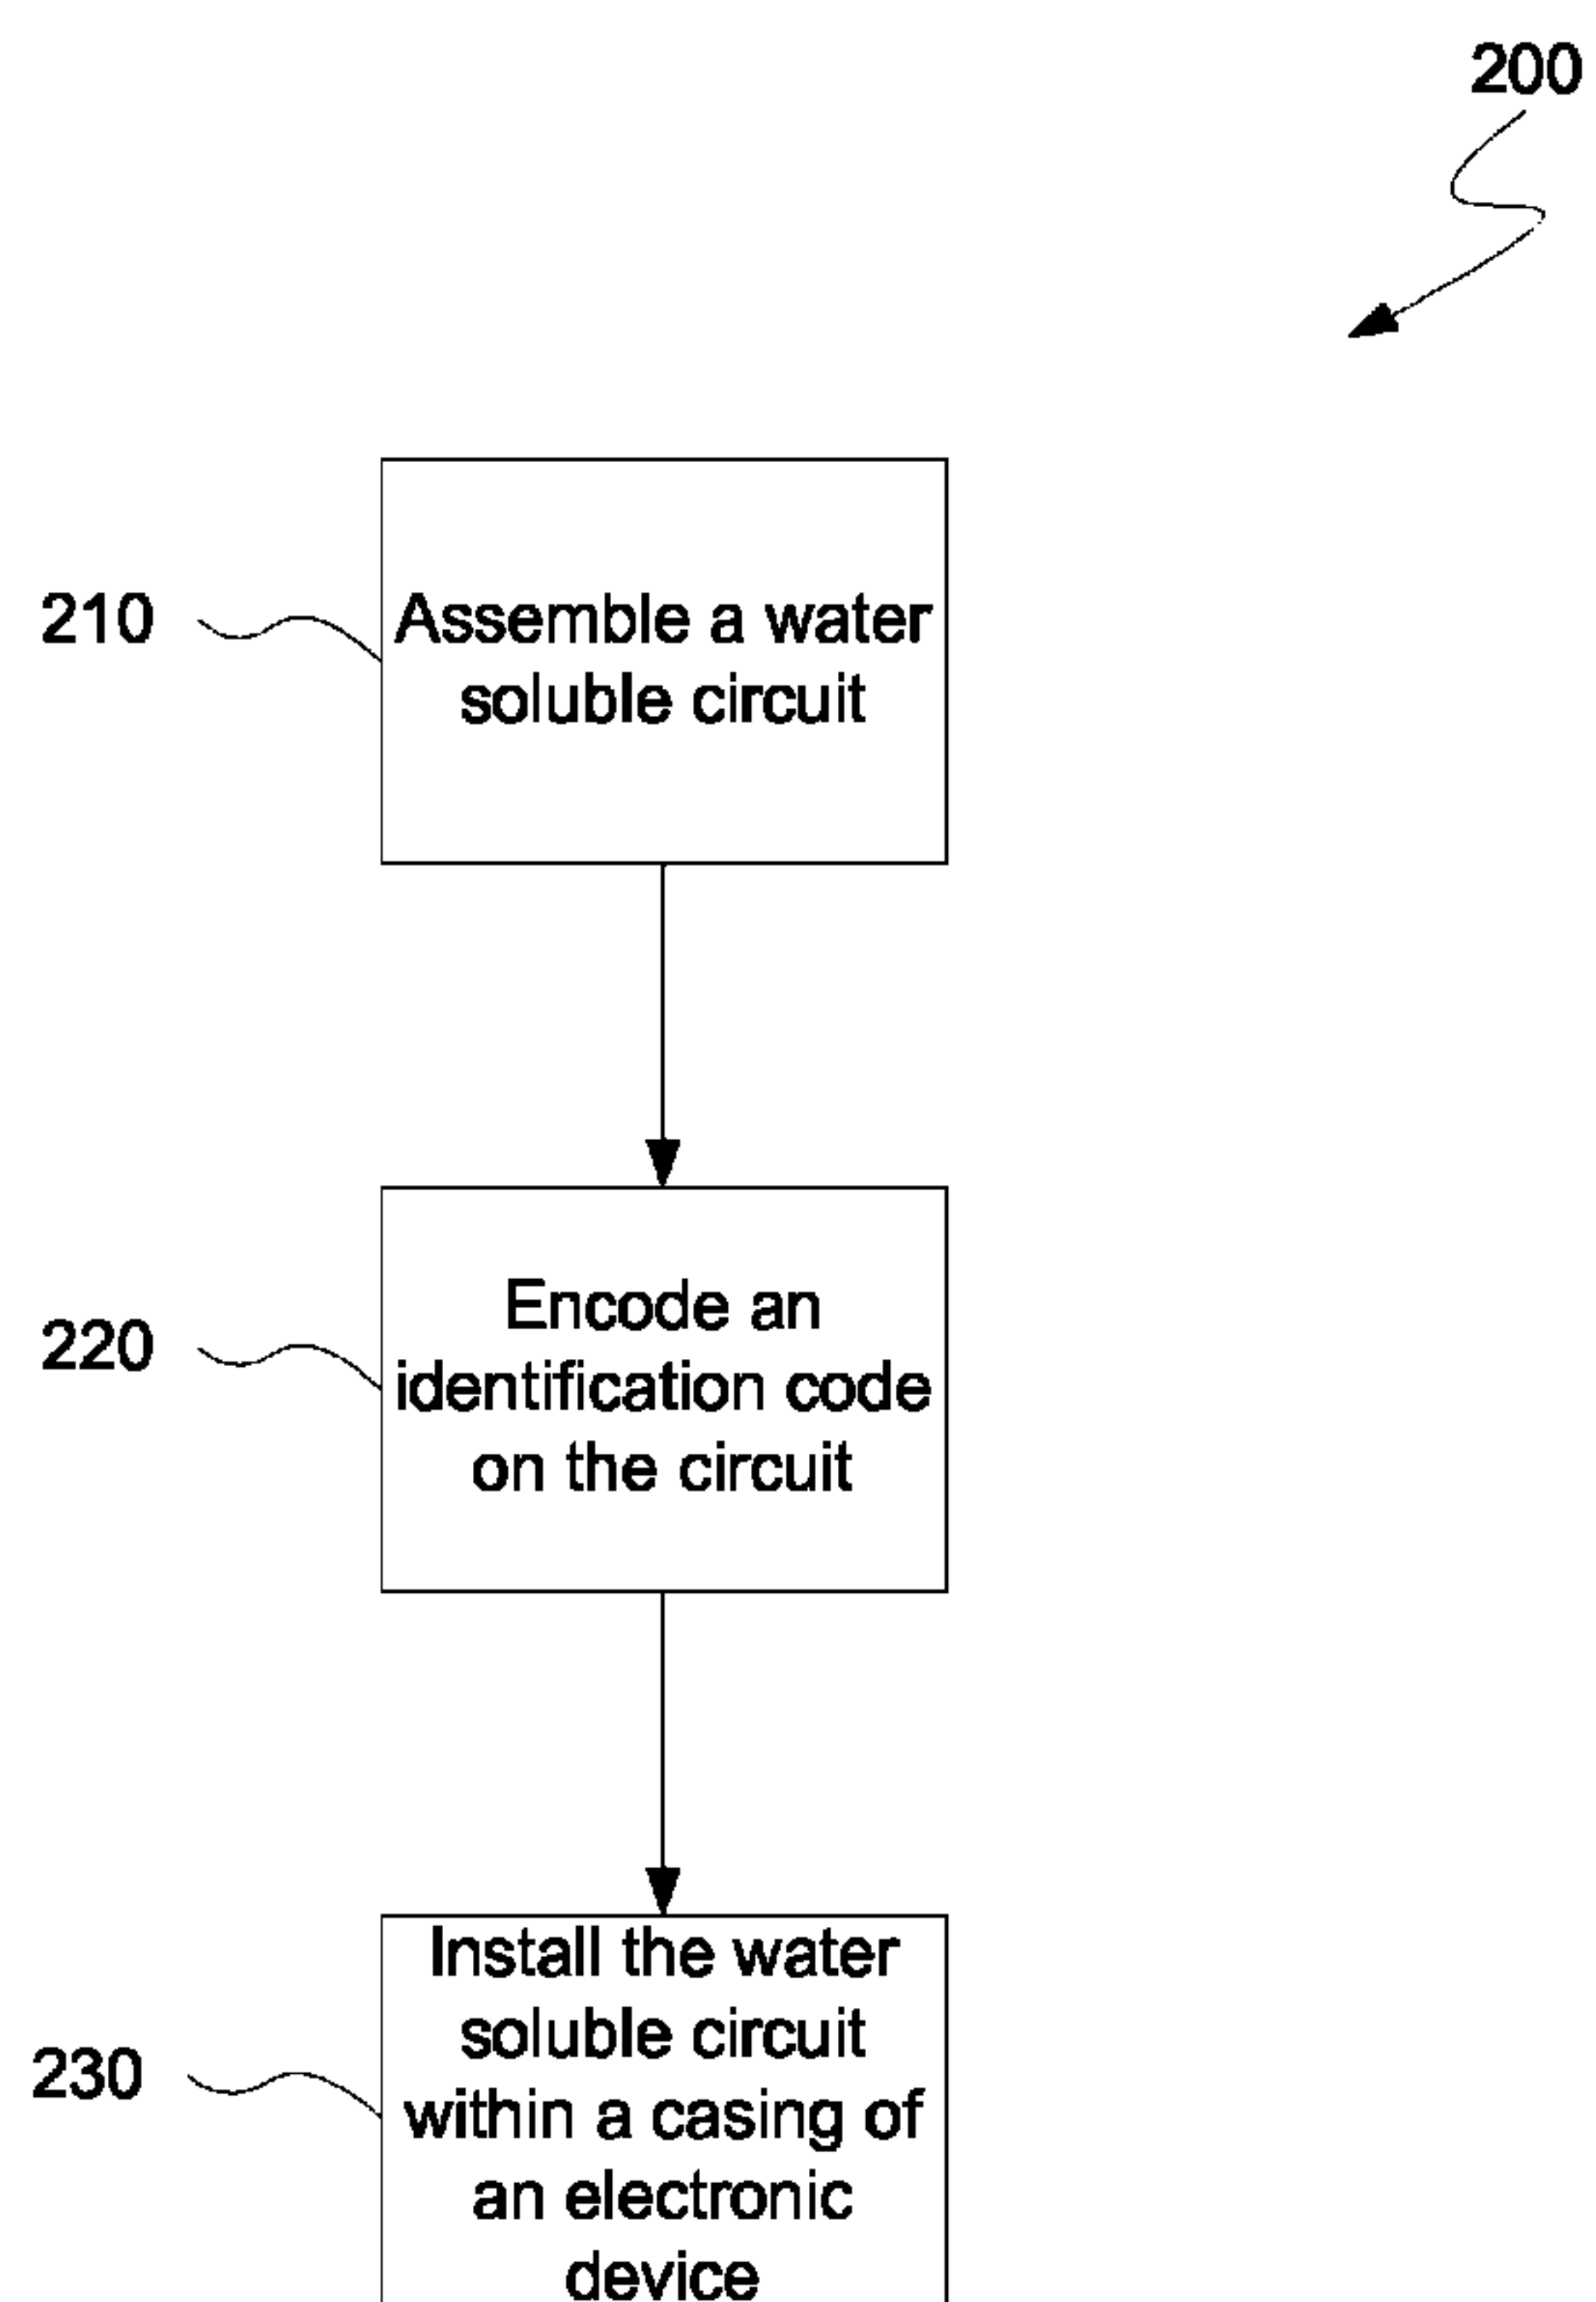 200
210
Assemble a water
soluble circuit
220
Encode an
identification code
on the circuit
230
Install the water
soluble circuit
within a casing of
an electronic
device